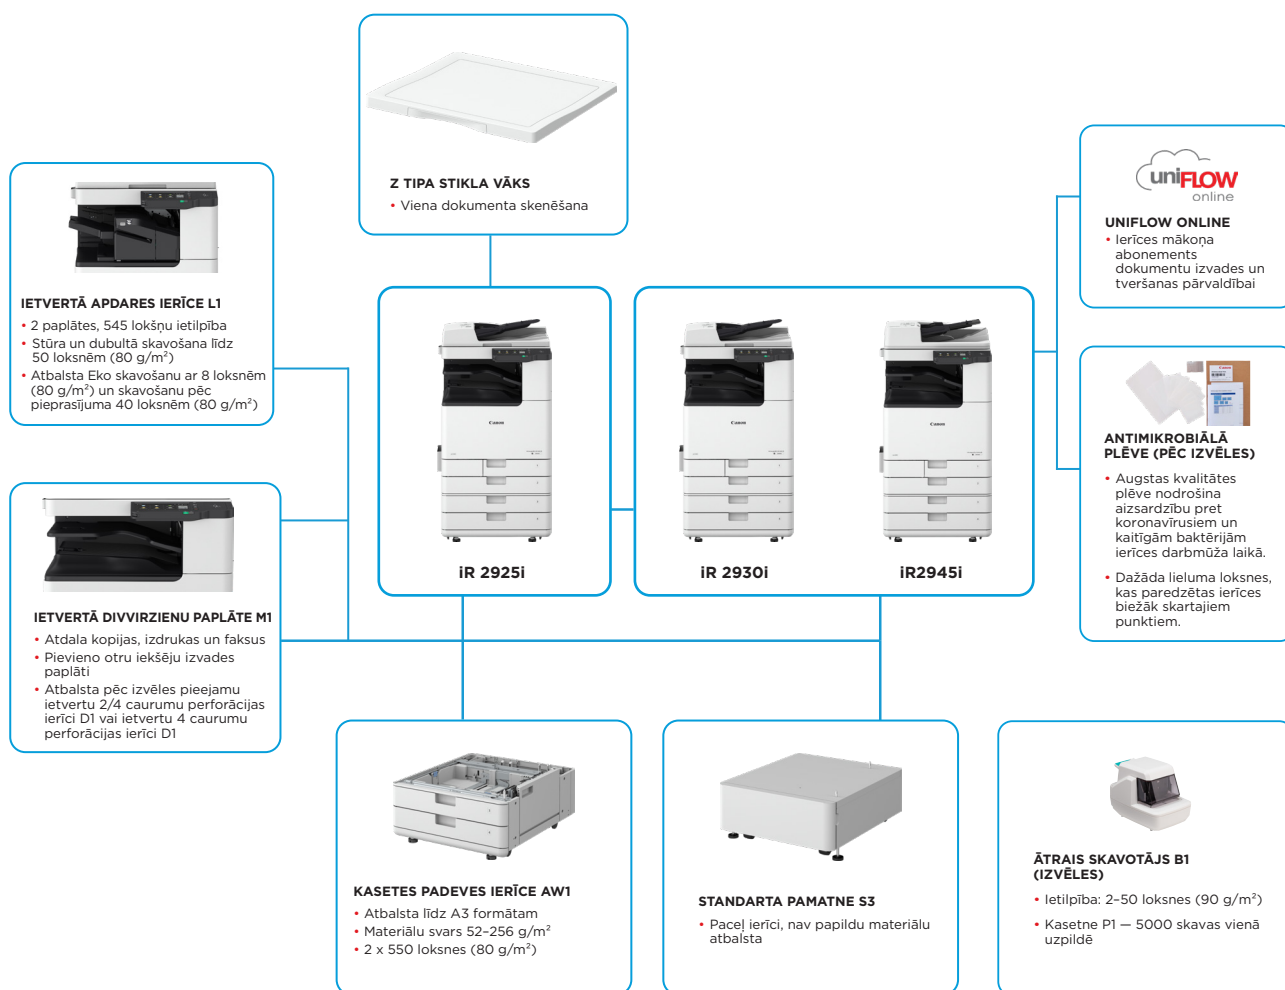 Z TIPA STIKLA VĀKS
• Viena dokumenta skenēšana
uniFLOW
online
UNIFLOW ONLINE
• Ierīces mākoņa
abonements
dokumentu izvades un
tveršanas pārvaldībai
IETVERTĀ APDARES IERĪCE L1
• 2 paplātes, 545 lokšņu ietilpība
• Stūra un dubultā skavošana līdz
50 loksnēm (80 g/m²)
• Atbalsta Eko skavošanu ar 8 loksnēm
(80 g/m²) un skavošanu pēc
pieprasījuma 40 loksnēm (80 g/m²)
Canon
Canon
Canon
iR 2925i
iR 2930i
iR2945i
ANTIMIKROBIĀLĀ
PLĒVE (PĒC IZVĒLES)
• Augstas kvalitātes
plēve nodrošina
aizsardzību pret
koronavīrusiem un
kaitīgām baktērijām
ierīces darbmūža laikā.
• Dažāda lieluma loksnes,
kas paredzētas ierīces
biežāk skartajiem
punktiem.
IETVERTĀ DIVVIRZIENU PAPLĀTE M1
• Atdala kopijas, izdrukas un faksus
• Pievieno otru iekšēju izvades
paplāti
• Atbalsta pēc izvēles pieejamu
ietvertu 2/4 caurumu perforācijas
ierīci D1 vai ietvertu 4 caurumu
perforācijas ierīci D1
KASETES PADEVES IERĪCE AW1
• Atbalsta līdz A3 formātam
• Materiālu svars 52–256 g/m²
• 2 x 550 loksnes (80 g/m²)
STANDARTA PAMATNE S3
• Paceļ ierīci, nav papildu materiālu
atbalsta
ĀTRAIS SKAVOTĀJS B1
(IZVĒLES)
• Ietilpība: 2–50 loksnes (90 g/m²)
• Kasetne P1 — 5000 skavas vienā
uzpildē